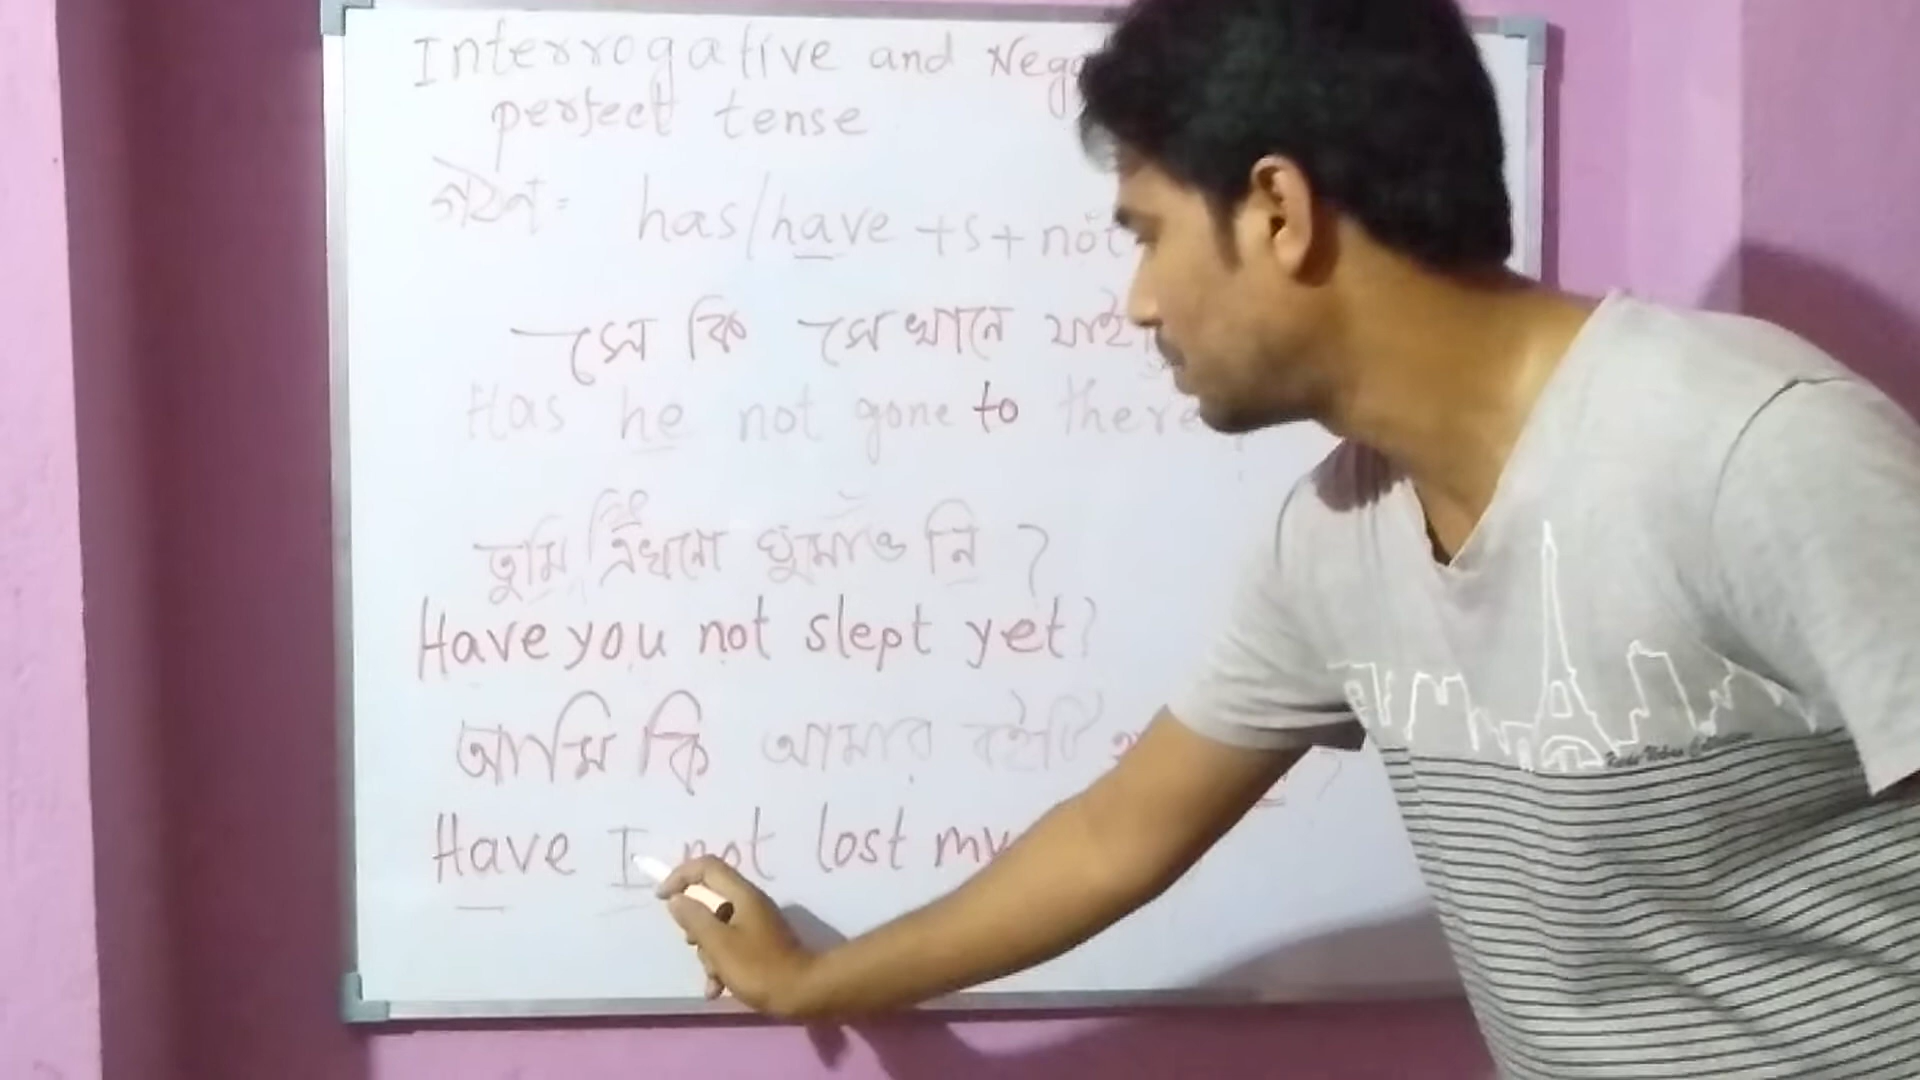 Interrogative and Neg
perfect tense
গঠন= has/have +s+ not
সে কি সেখানে যাই
Has he not gone to there
তুমি কি এখনো ঘুমাও নি ?
Have you not slept yet?
আমি কি আমার বইটি ?
Have I not lost my